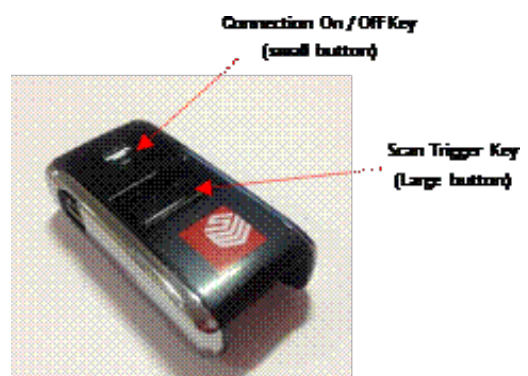 Connection On / Off Key
(small button)
Scan Trigger Key
(Large button)